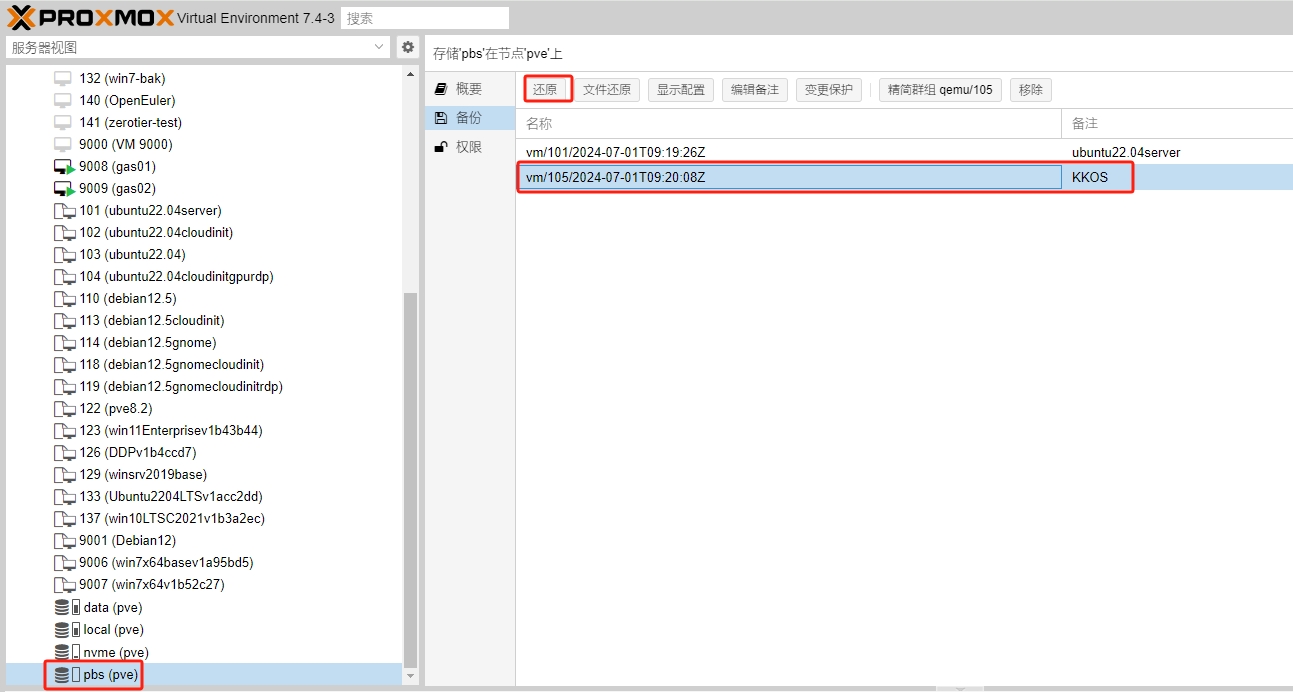 PROXMOX Virtual Environment 7.4-3 搜索
服务器视图
132 (win7-bak)
140 (OpenEuler)
141 (zerotier-test)
9000 (VM 9000)
9008 (gas01)
9009 (gas02)
101 (ubuntu22.04server)
102 (ubuntu22.04cloudinit)
103 (ubuntu22.04)
104 (ubuntu22.04cloudinitgpurdp)
110 (debian12.5)
113 (debian12.5cloudinit)
114 (debian12.5gnome)
118 (debian12.5gnomecloudinit)
119 (debian12.5gnomecloudinitrdp)
122 (pve8.2)
123 (win11Enterprisev1b43b44)
126 (DDPv1b4ccd7)
129 (winsrv2019base)
133 (Ubuntu2204LTSv1acc2dd)
137 (win10LTSC2021v1b3a2ec)
9001 (Debian12)
9006 (win7x64basev1a95bd5)
9007 (win7x64v1b52c27)
data (pve)
local (pve)
nvme (pve)
pbs (pve)
存储'pbs'在节点'pve'上
概要
备份
权限
还原 文件还原 显示配置 编辑备注 变更保护 精简群组 qemu/105 移除
名称 备注
vm/101/2024-07-01T09:19:26Z ubuntu22.04server
vm/105/2024-07-01T09:20:08Z KKOS